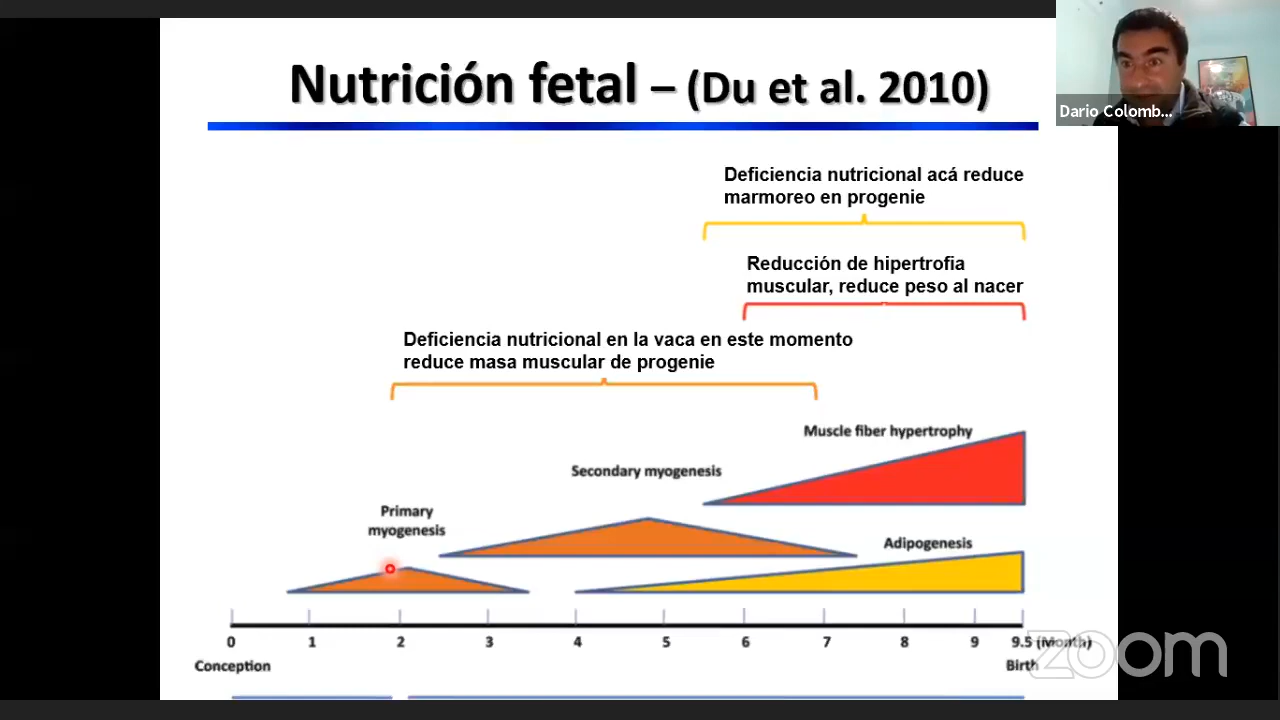 Nutrición fetal – (Du et al. 2010)
Dario Colomb...
Deficiencia nutricional acá reduce
marmoreo en progenie
Reducción de hipertrofia
muscular, reduce peso al nacer
Deficiencia nutricional en la vaca en este momento
reduce masa muscular de progenie
Muscle fiber hypertrophy
Secondary myogenesis
Primary
myogenesis
Adipogenesis
0 1 2 3 4 5 6 7 8 9 9.5 (Month)
Conception
Birth
zoom